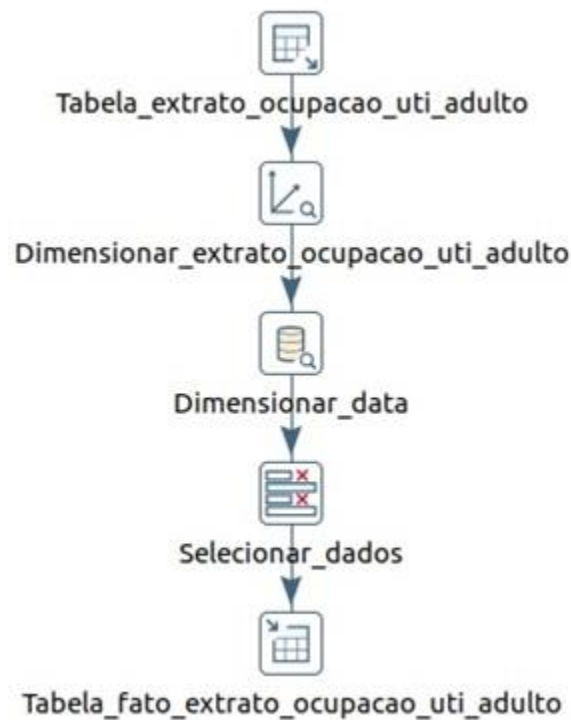 Tabela_extrato_ocupacao_uti_adulto
Dimensionar_extrato_ocupacao_uti_adulto
Dimensionar_data
Selecionar_dados
Tabela_fato_extrato_ocupacao_uti_adulto